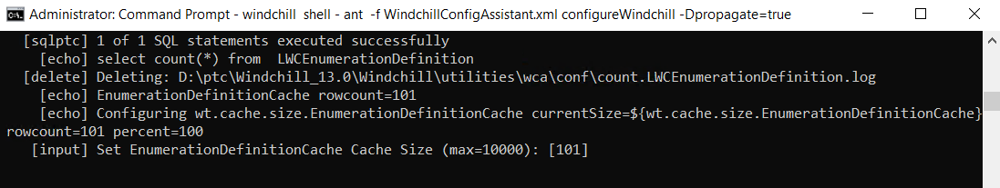 Administrator: Command Prompt - windchill  shell - ant  -f WindchillConfigAssistant.xml configureWindchill -Dpropagate=true
[sqlptc] 1 of 1 SQL statements executed successfully
[echo] select count(*) from  LWCEnumerationDefinition
[delete] Deleting: D:\ptc\Windchill_13.0\Windchill\utilities\wca\conf\count.LWCEnumerationDefinition.log
[echo] EnumerationDefinitionCache rowcount=101
[echo] Configuring wt.cache.size.EnumerationDefinitionCache currentSize=${wt.cache.size.EnumerationDefinitionCache}
rowcount=101 percent=100
[input] Set EnumerationDefinitionCache Cache Size (max=10000): [101]